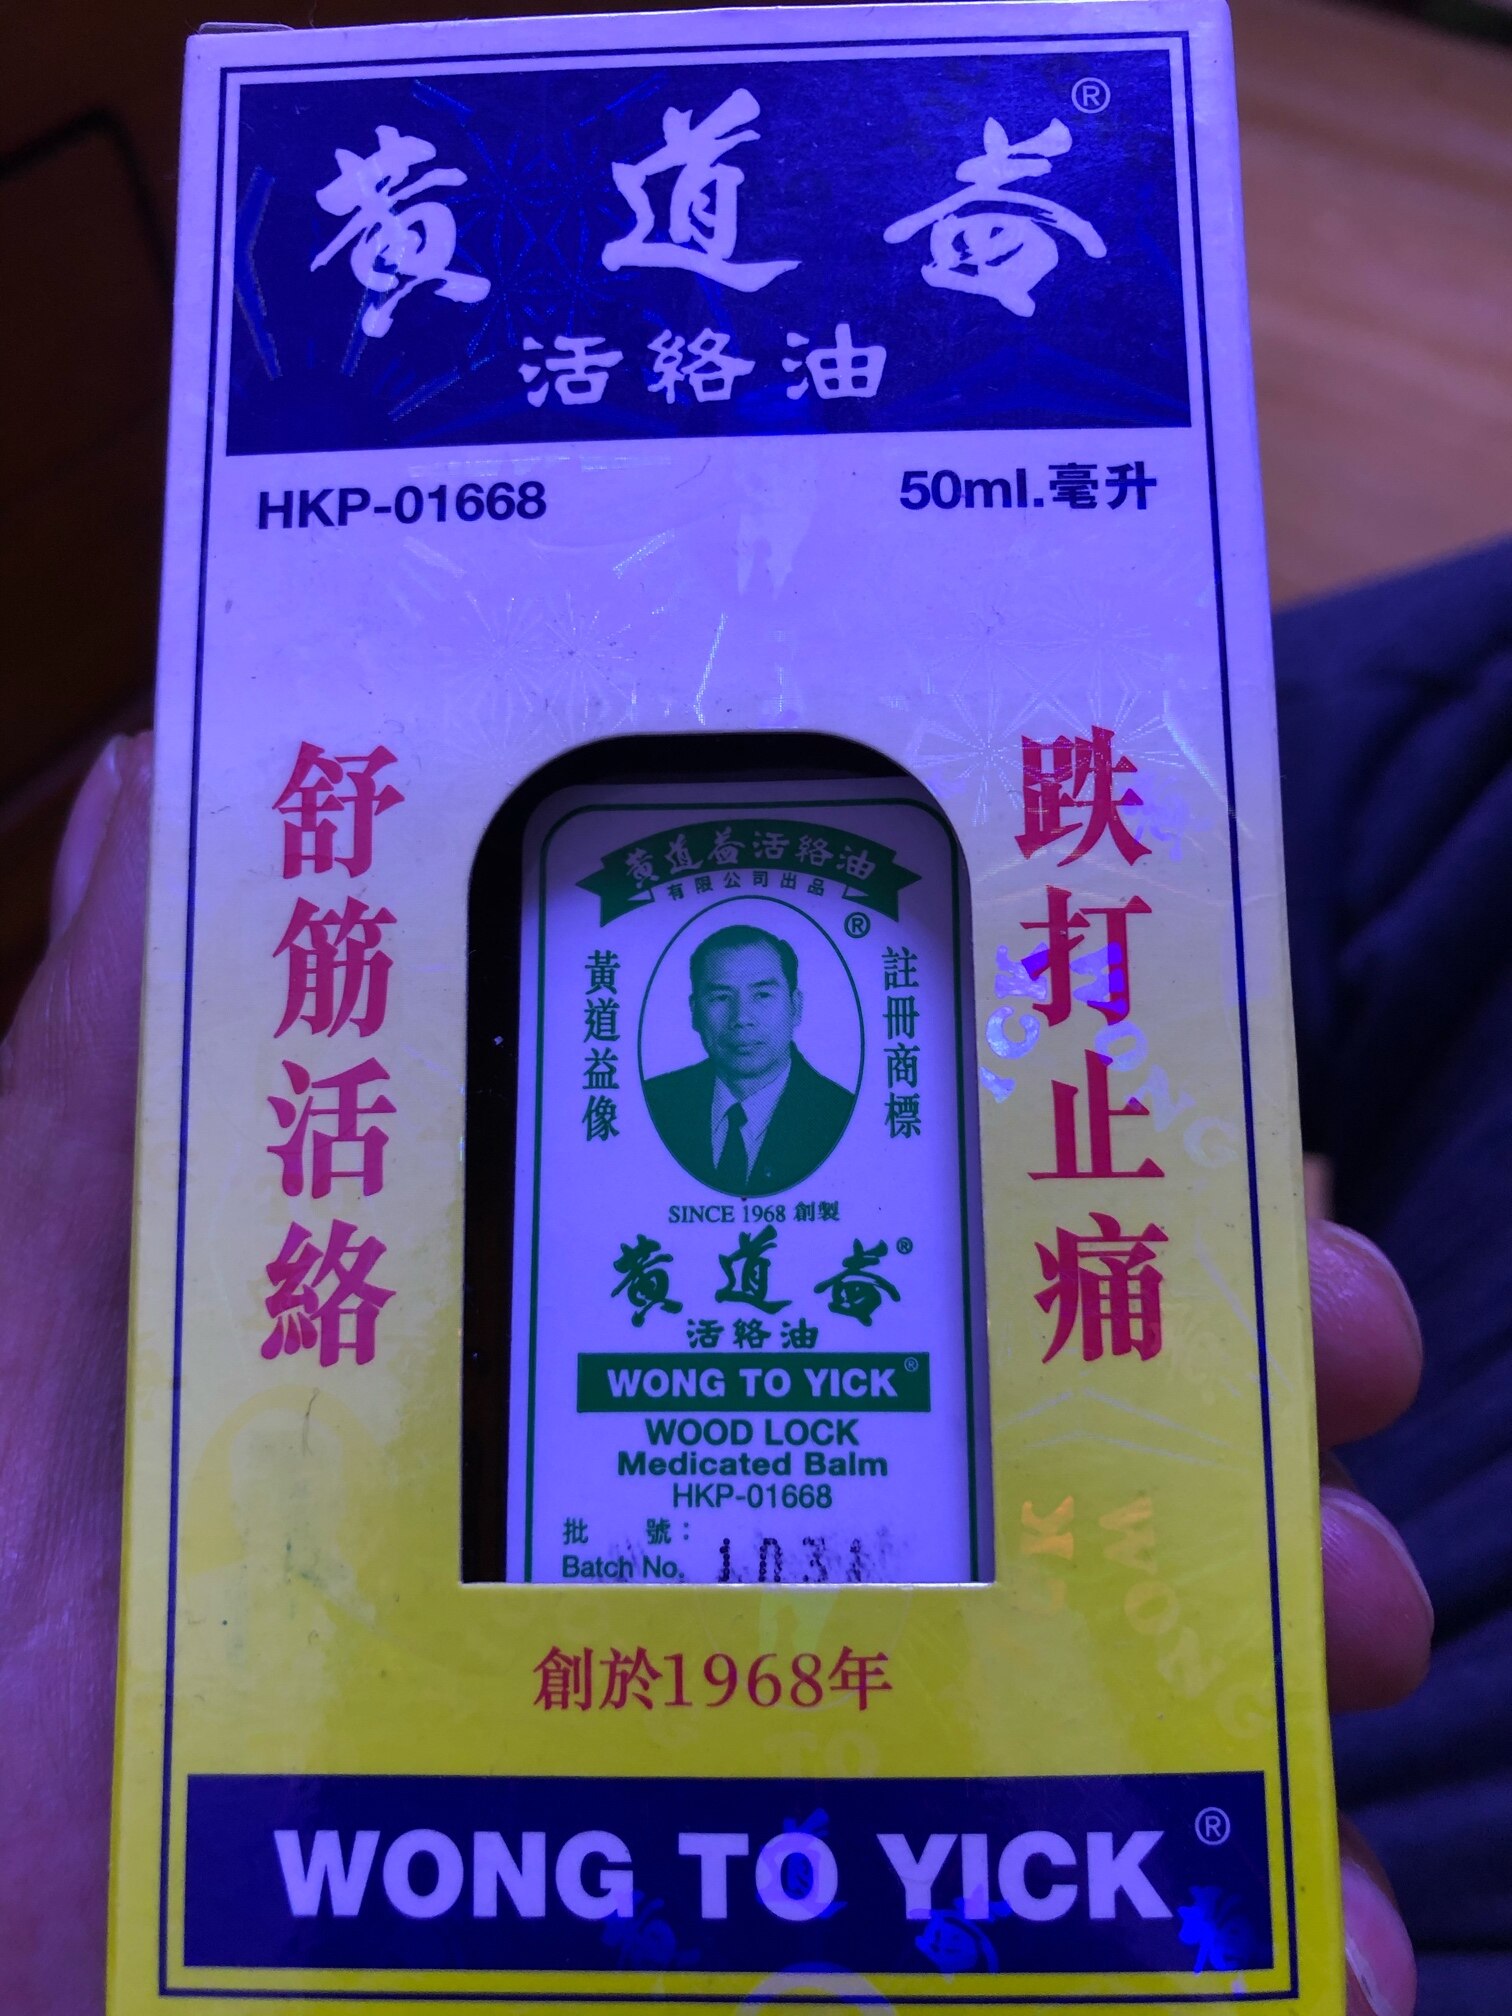 黃道益®
活絡油
HKP-01668
50ml.毫升
跌打止痛
舒筋活絡
黃道益活絡油
有限公司出品
®
註冊商標
黃道益像
SINCE 1968 創製
黃道益®
活絡油
WONG TO YICK®
WOOD LOCK
Medicated Balm
HKP-01668
批 號：
Batch No.
創於1968年
WONG TO YICK®